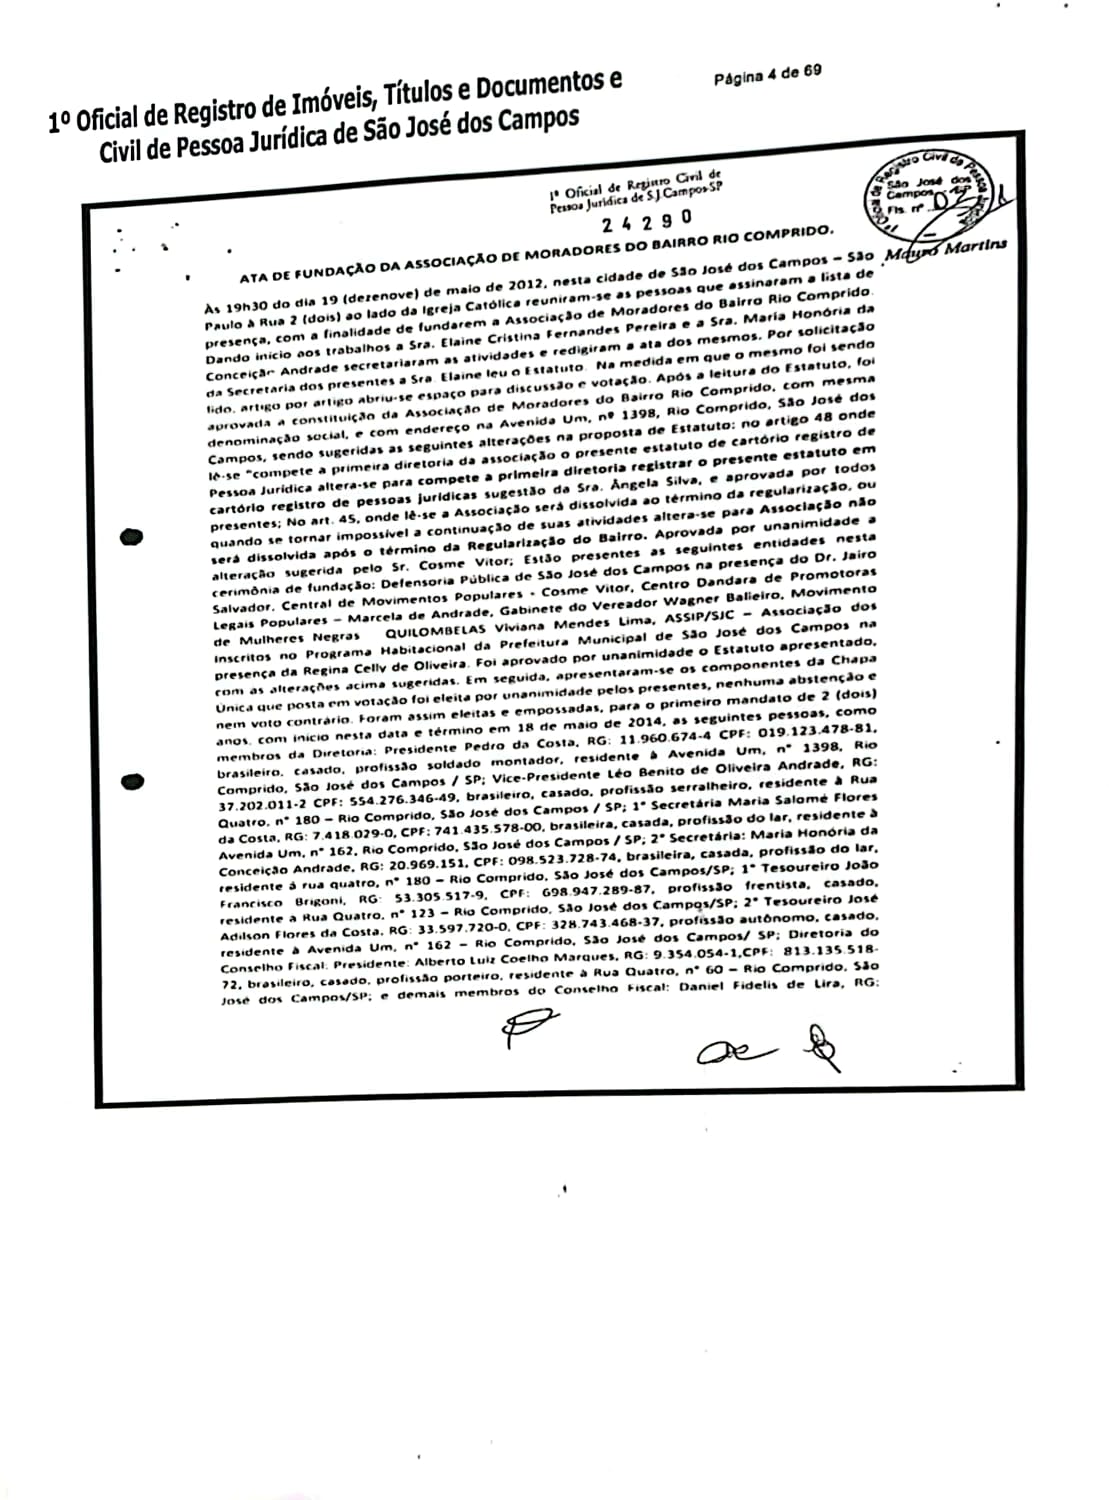 1º Oficial de Registro de Imóveis, Títulos e Documentos e
Civil de Pessoa Jurídica de São José dos Campos
Página 4 de 69
1º Oficial de Registro Civil de
Pessoa Jurídica de S.J Campos-SP
24290
Registro Civil de Pessoa
São José dos
Campos - SP
Fls. nº 02
Mauro Martins
ATA DE FUNDAÇÃO DA ASSOCIAÇÃO DE MORADORES DO BAIRRO RIO COMPRIDO.
Às 19h30 do dia 19 (dezenove) de maio de 2012, nesta cidade de São José dos Campos – São
Paulo à Rua 2 (dois) ao lado da Igreja Católica reuniram-se as pessoas que assinaram a lista de
presença, com a finalidade de fundarem a Associação de Moradores do Bairro Rio Comprido.
Dando início aos trabalhos a Sra. Elaine Cristina Fernandes Pereira e a Sra. Maria Honória da
Conceição Andrade secretariaram as atividades e redigiram a ata dos mesmos. Por solicitação
da Secretaria dos presentes a Sra. Elaine leu o Estatuto. Na medida em que o mesmo foi sendo
lido, artigo por artigo abriu-se espaço para discussão e votação. Após a leitura do Estatuto, foi
aprovada a constituição da Associação de Moradores do Bairro Rio Comprido, com mesma
denominação social, e com endereço na Avenida Um, nº 1398, Rio Comprido, São José dos
Campos, sendo sugeridas as seguintes alterações na proposta de Estatuto: no artigo 48 onde
lê-se "compete a primeira diretoria da associação o presente estatuto de cartório registro de
Pessoa Jurídica altera-se para compete a primeira diretoria registrar o presente estatuto em
cartório registro de pessoas jurídicas sugestão da Sra. Ângela Silva, e aprovada por todos
presentes; No art. 45, onde lê-se a Associação será dissolvida ao término da regularização, ou
quando se tornar impossível a continuação de suas atividades altera-se para Associação não
será dissolvida após o término da Regularização do Bairro. Aprovada por unanimidade a
alteração sugerida pelo Sr. Cosme Vitor; Estão presentes as seguintes entidades nesta
cerimônia de fundação: Defensoria Pública de São José dos Campos na presença do Dr. Jairo
Salvador, Central de Movimentos Populares - Cosme Vitor, Centro Dandara de Promotoras
Legais Populares – Marcela de Andrade, Gabinete do Vereador Wagner Balieiro, Movimento
de Mulheres Negras QUILOMBELAS Viviana Mendes Lima, ASSIP/SJC – Associação dos
Inscritos no Programa Habitacional da Prefeitura Municipal de São José dos Campos na
presença da Regina Celly de Oliveira. Foi aprovado por unanimidade o Estatuto apresentado,
com as alterações acima sugeridas. Em seguida, apresentaram-se os componentes da Chapa
Única que posta em votação foi eleita por unanimidade pelos presentes, nenhuma abstenção e
nem voto contrário. Foram assim eleitas e empossadas, para o primeiro mandato de 2 (dois)
anos, com início nesta data e término em 18 de maio de 2014, as seguintes pessoas, como
membros da Diretoria: Presidente Pedro da Costa, RG: 11.960.674-4 CPF: 019.123.478-81,
brasileiro, casado, profissão soldado montador, residente à Avenida Um, n° 1398, Rio
Comprido, São José dos Campos / SP; Vice-Presidente Léo Benito de Oliveira Andrade, RG:
37.202.011-2 CPF: 554.276.346-49, brasileiro, casado, profissão serralheiro, residente à Rua
Quatro, n° 180 – Rio Comprido, São José dos Campos / SP; 1° Secretária Maria Salomé Flores
da Costa, RG: 7.418.029-0, CPF: 741.435.578-00, brasileira, casada, profissão do lar, residente à
Avenida Um, n° 162, Rio Comprido, São José dos Campos / SP; 2° Secretária: Maria Honória da
Conceição Andrade, RG: 20.969.151, CPF: 098.523.728-74, brasileira, casada, profissão do lar,
residente á rua quatro, n° 180 – Rio Comprido, São José dos Campos/SP; 1° Tesoureiro João
Francisco Brigoni, RG: 53.305.517-9, CPF: 698.947.289-87, profissão frentista, casado,
residente a Rua Quatro, n° 123 – Rio Comprido, São José dos Campos/SP; 2° Tesoureiro José
Adilson Flores da Costa, RG: 33.597.720-0, CPF: 328.743.468-37, profissão autônomo, casado,
residente à Avenida Um, n° 162 – Rio Comprido, São José dos Campos/ SP; Diretoria do
Conselho Fiscal: Presidente: Alberto Luiz Coelho Marques, RG: 9.354.054-1,CPF: 813.135.518-
72, brasileiro, casado, profissão porteiro, residente à Rua Quatro, n° 60 – Rio Comprido, São
José dos Campos/SP; e demais membros do Conselho Fiscal: Daniel Fidelis de Lira, RG: